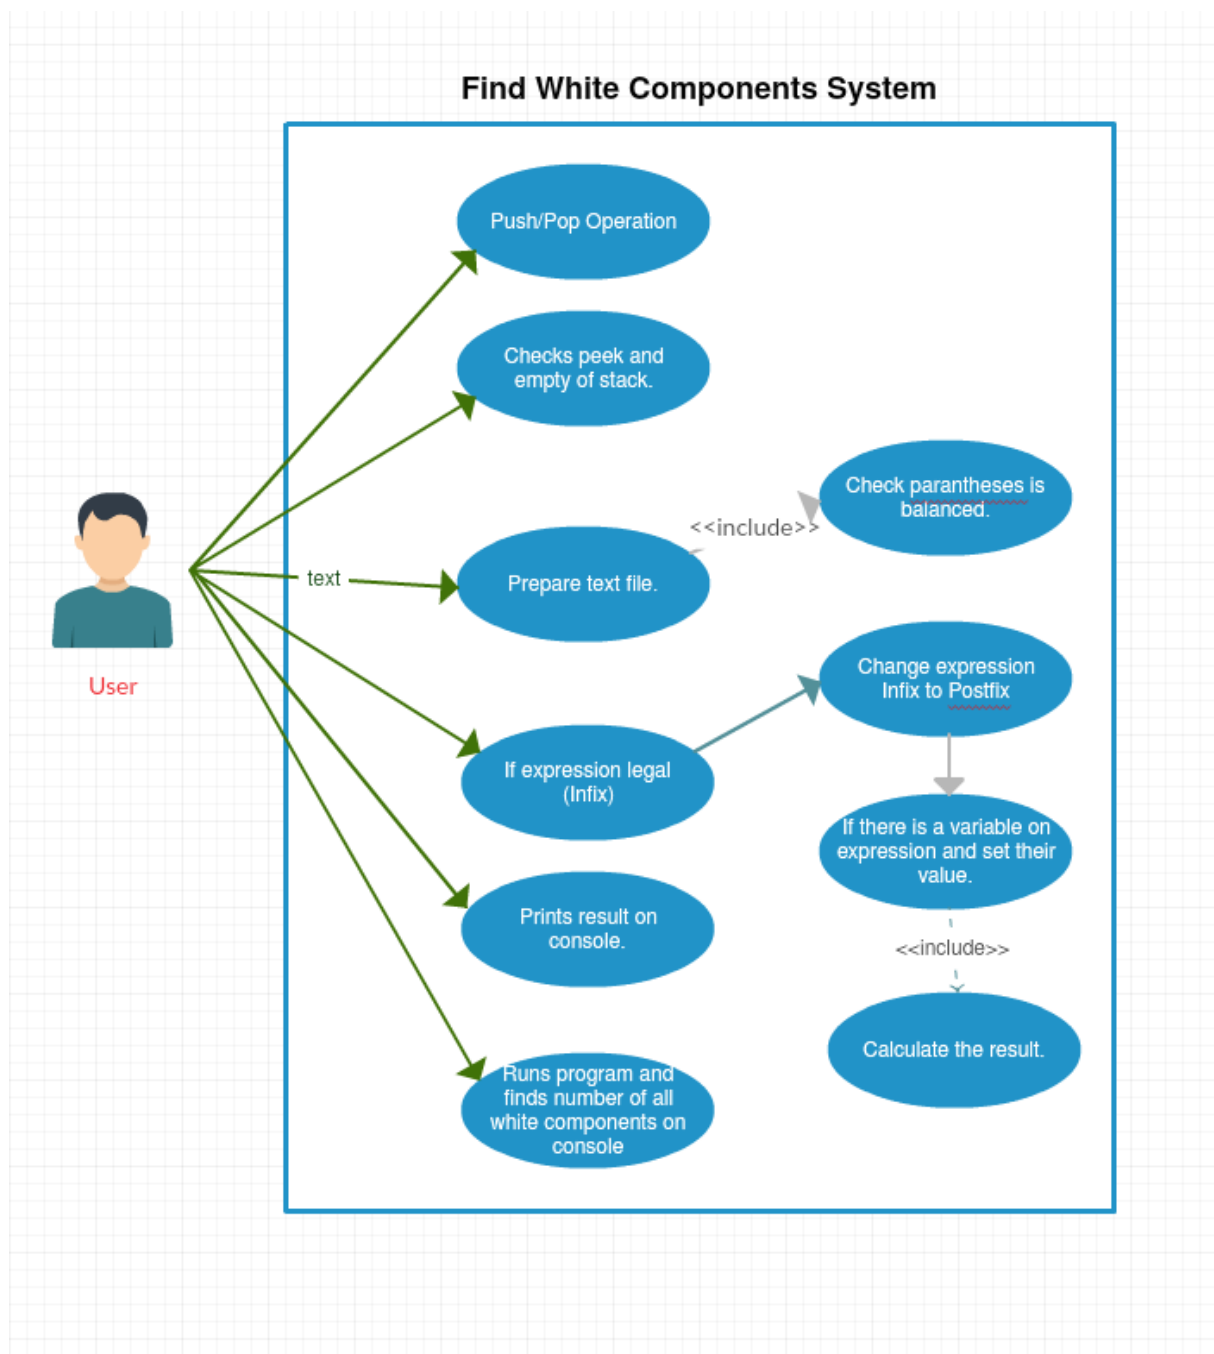 Find White Components System
Push/Pop Operation
Checks peek and
empty of stack.
Check parantheses is
balanced.
<<include>>
text
Prepare text file.
User
Change expression
Infix to Postfix
If expression legal
(Infix)
If there is a variable on
expression and set their
value.
Prints result on
console.
<<include>>
Calculate the result.
Runs program and
finds number of all
white components on
console